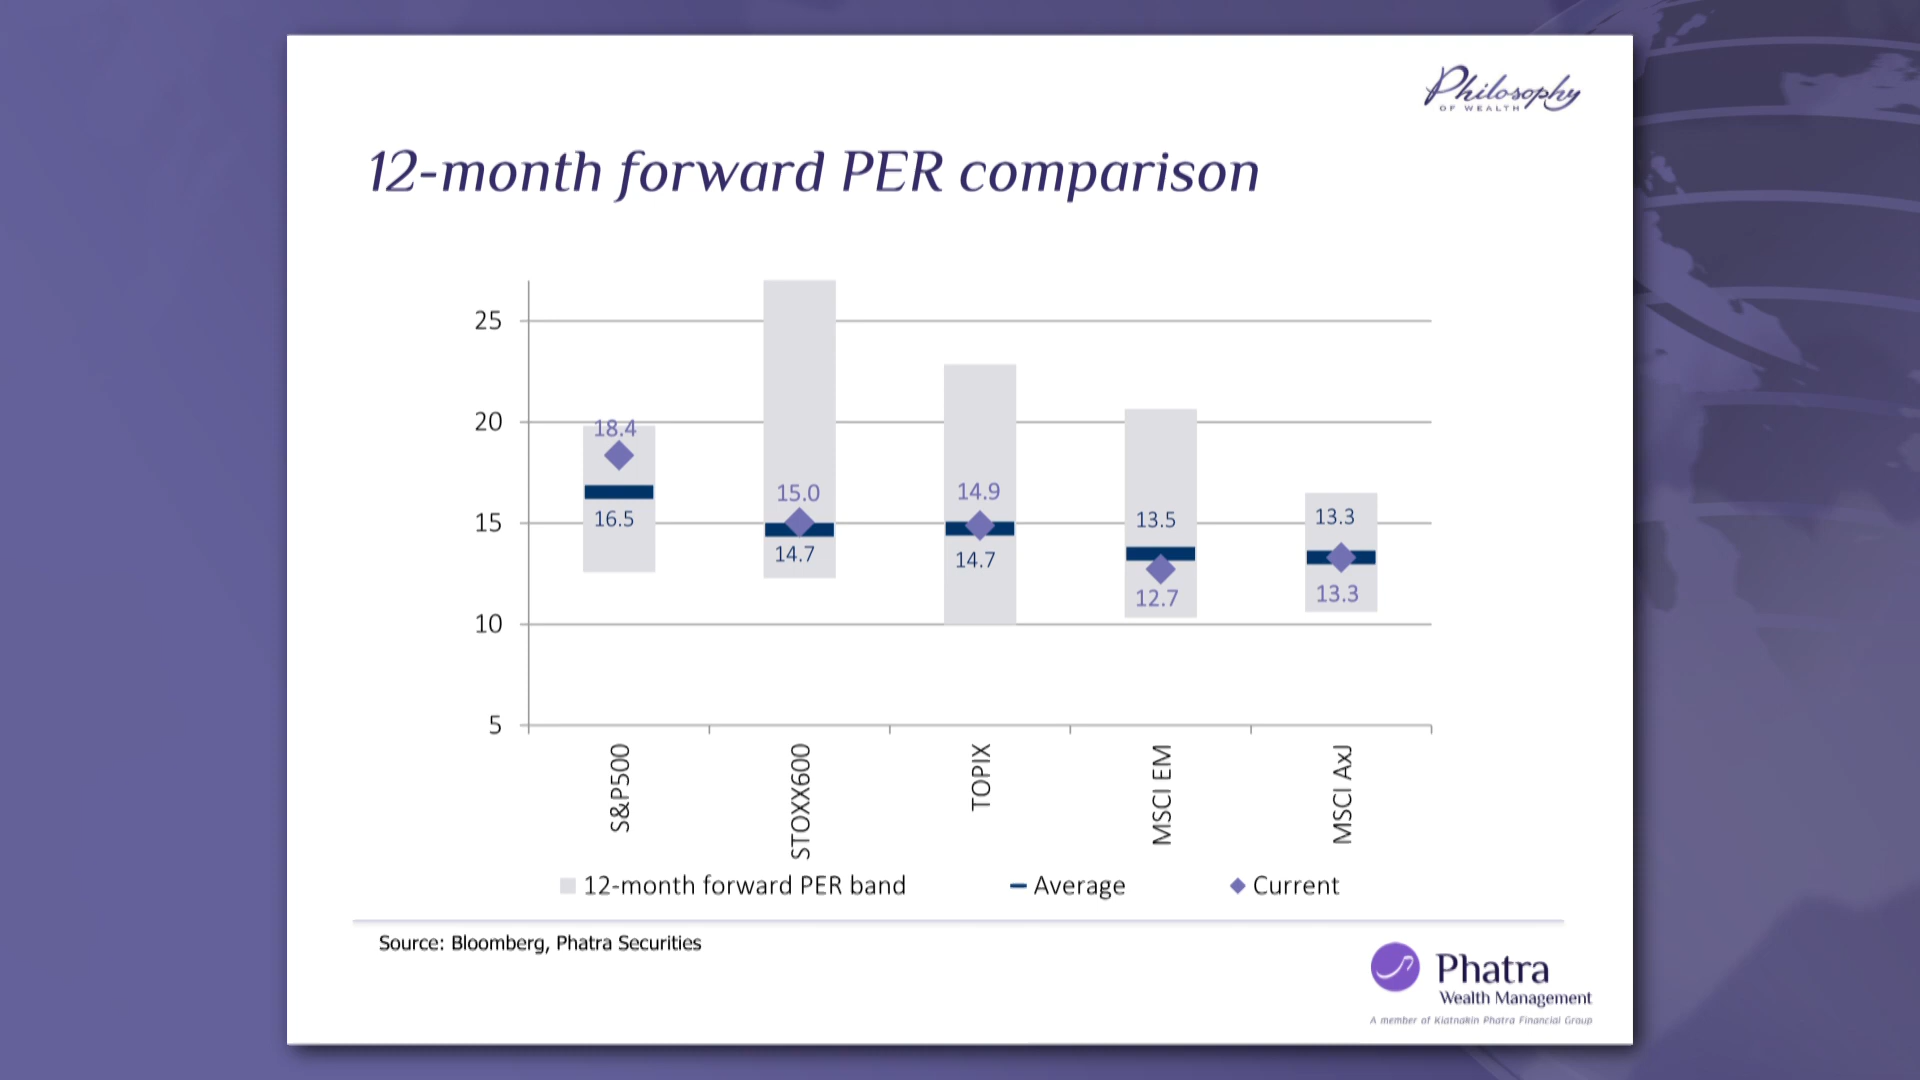 Philosophy
OF WEALTH
12-month forward PER comparison
25
20
15
10
5
18.4
16.5
15.0
14.7
14.9
14.7
13.5
12.7
13.3
13.3
S&P500
STOXX600
TOPIX
MSCI EM
MSCI AxJ
12-month forward PER band
Average
Current
Source: Bloomberg, Phatra Securities
Phatra
Wealth Management
A member of Kiatnakin Phatra Financial Group